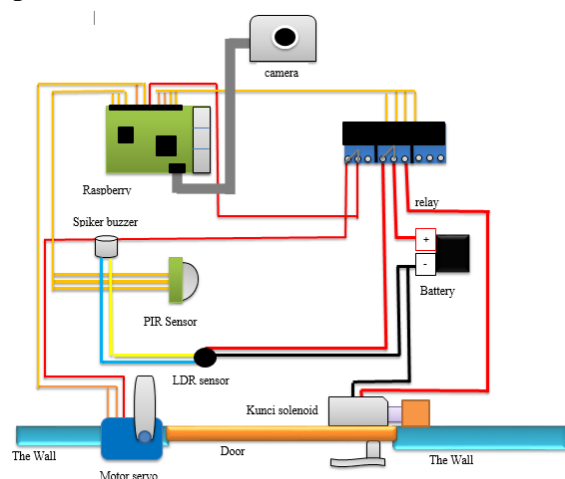 camera
Raspberry
relay
Spiker buzzer
+
-
Battery
PIR Sensor
LDR sensor
Kunci solenoid
The Wall
Door
The Wall
Motor servo